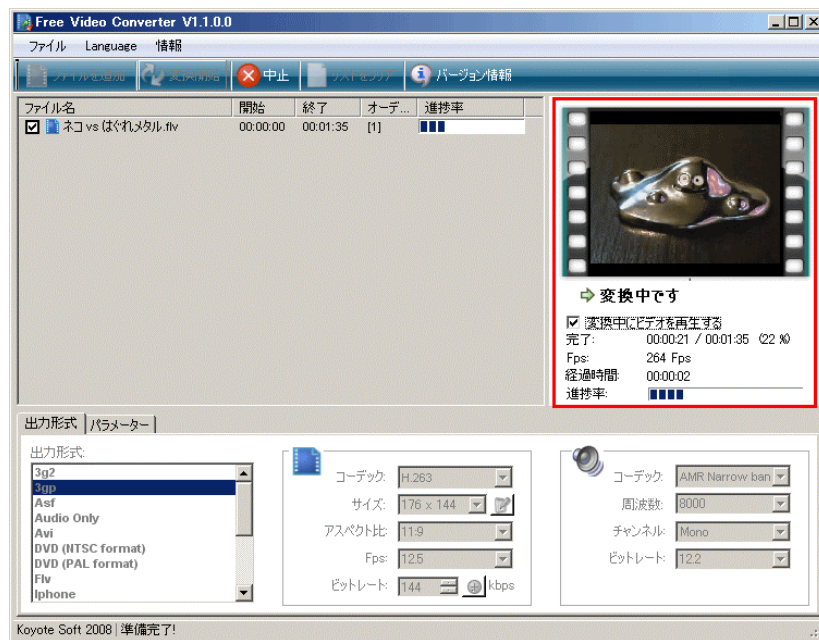 Free Video Converter V1.1.0.0
ファイル Language 情報
ファイルを追加 変換開始 中止 リストをクリア バージョン情報
ファイル名 開始 終了 オーデ... 進捗率
ネコ vs はぐれメタル.flv 00:00:00 00:01:35 [1]
変換中です
変換中にビデオを再生する
完了: 00:00:21 / 00:01:35 (22 %)
Fps: 264 Fps
経過時間: 00:00:02
進捗率:
出力形式 パラメーター
出力形式:
3g2
3gp
Asf
Audio Only
Avi
DVD (NTSC format)
DVD (PAL format)
Flv
Iphone
コーデック: H.263
サイズ: 176 x 144
アスペクト比: 11:9
Fps: 12.5
ビットレート: 144 kbps
コーデック: AMR Narrow ban
周波数: 8000
チャンネル: Mono
ビットレート: 12.2
Koyote Soft 2008 | 準備完了!